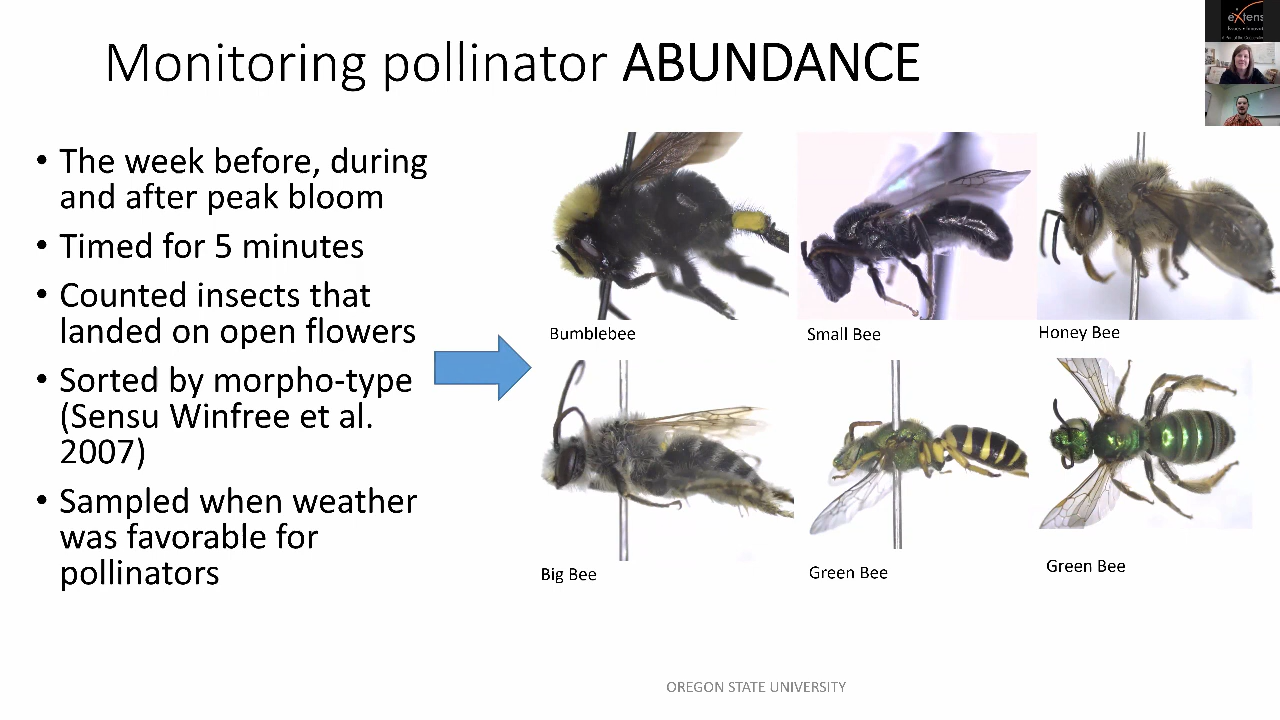 Monitoring pollinator ABUNDANCE
• The week before, during
and after peak bloom
• Timed for 5 minutes
• Counted insects that
landed on open flowers
• Sorted by morpho-type
(Sensu Winfree et al.
2007)
• Sampled when weather
was favorable for
pollinators
Bumblebee
Small Bee
Honey Bee
Big Bee
Green Bee
Green Bee
OREGON STATE UNIVERSITY
eXtens